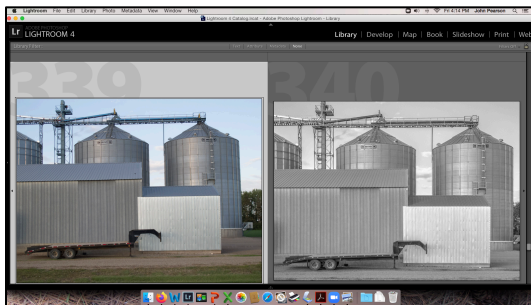 Lightroom File Edit Library Photo Metadata View Window Help Fri 4:14 PM John Pearson
Lightroom 4 Catalog.lrcat - Adobe Photoshop Lightroom - Library
Lr ADOBE PHOTOSHOP
LIGHTROOM 4
Library | Develop | Map | Book | Slideshow | Print | Web
Library Filter:
339 340